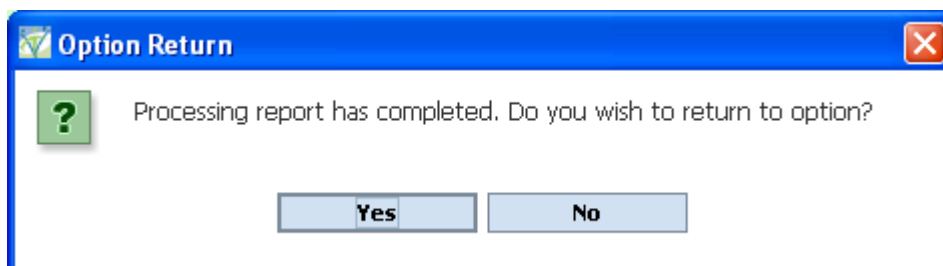 Option Return
?
Processing report has completed. Do you wish to return to option?
Yes No